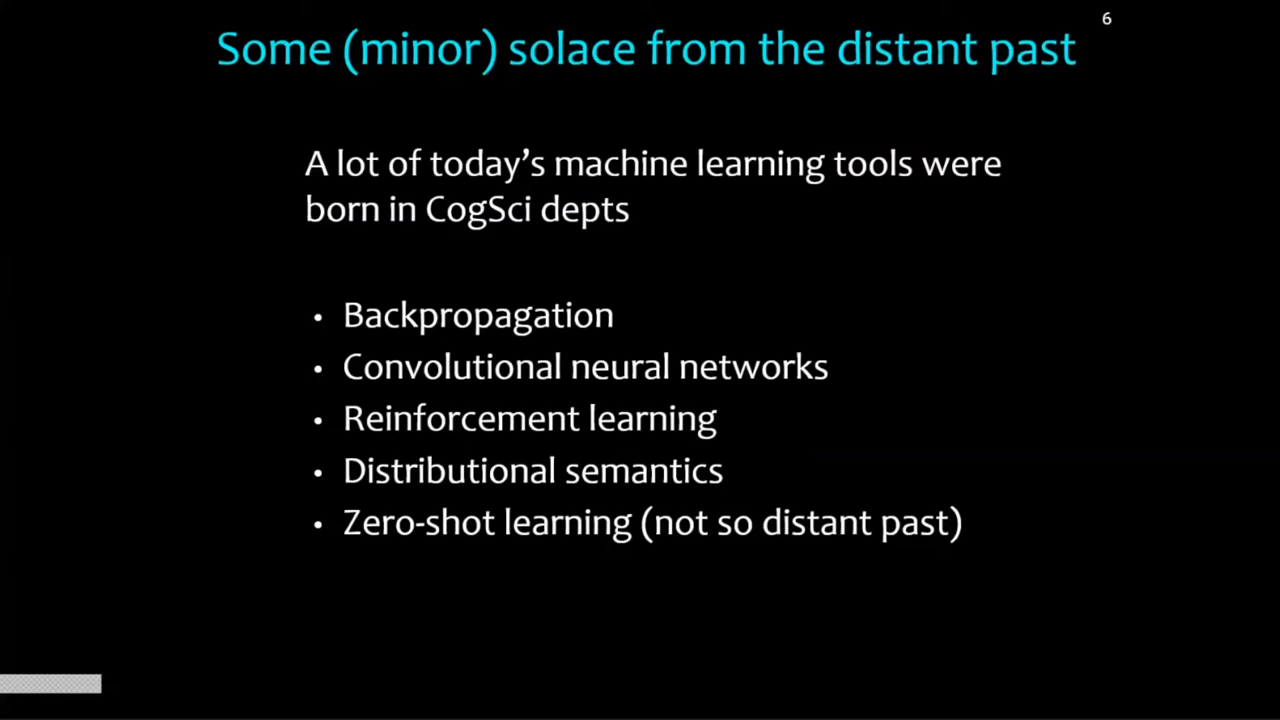 6
Some (minor) solace from the distant past
A lot of today’s machine learning tools were
born in CogSci depts
• Backpropagation
• Convolutional neural networks
• Reinforcement learning
• Distributional semantics
• Zero-shot learning (not so distant past)